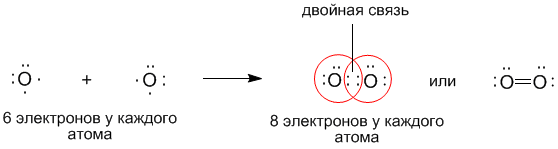 двойная связь
:Ö· + ·Ö: :Ö::Ö: или :Ö=Ö:
6 электронов у каждого
атома
8 электронов у каждого
атома